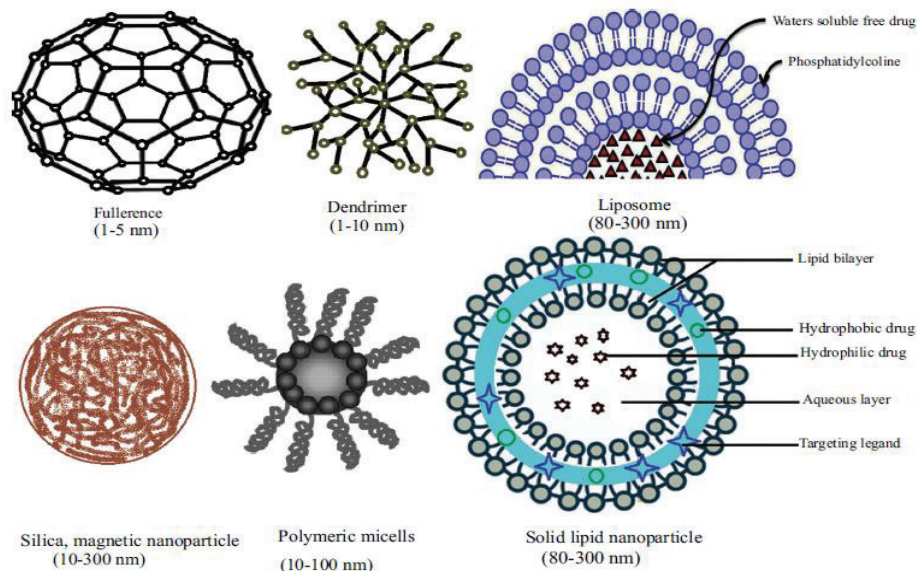 Waters soluble free drug
Phosphatidylcoline
Fullerence
(1-5 nm)
Dendrimer
(1-10 nm)
Liposome
(80-300 nm)
Lipid bilayer
Hydrophobic drug
Hydrophilic drug
Aqueous layer
Targeting legand
Silica, magnetic nanoparticle
(10-300 nm)
Polymeric micells
(10-100 nm)
Solid lipid nanoparticle
(80-300 nm)